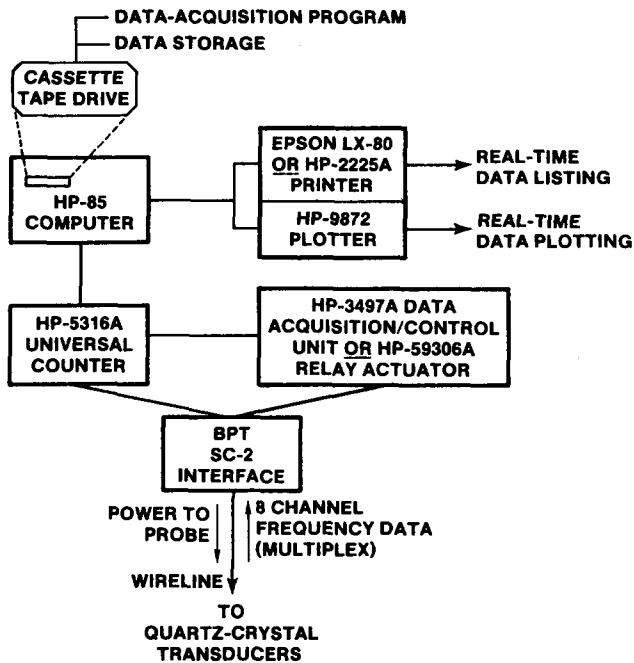 DATA-ACQUISITION PROGRAM
DATA STORAGE
CASSETTE
TAPE DRIVE
HP-85
COMPUTER
EPSON LX-80
OR HP-2225A
PRINTER
REAL-TIME
DATA LISTING
HP-9872
PLOTTER
REAL-TIME
DATA PLOTTING
HP-5316A
UNIVERSAL
COUNTER
HP-3497A DATA
ACQUISITION/CONTROL
UNIT OR HP-59306A
RELAY ACTUATOR
BPT
SC-2
INTERFACE
POWER TO
PROBE
8 CHANNEL
FREQUENCY DATA
(MULTIPLEX)
WIRELINE
TO
QUARTZ-CRYSTAL
TRANSDUCERS